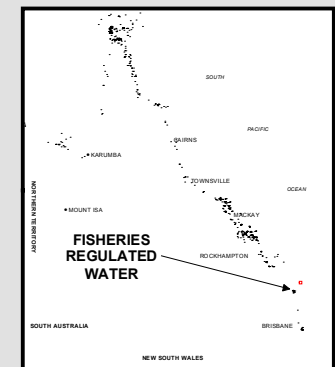 SOUTH
PACIFIC
CAIRNS
KARUMBA
OCEAN
TOWNSVILLE
NORTHERN TERRITORY
MOUNT ISA
MACKAY
FISHERIES
REGULATED
WATER
ROCKHAMPTON
SOUTH AUSTRALIA
BRISBANE
NEW SOUTH WALES